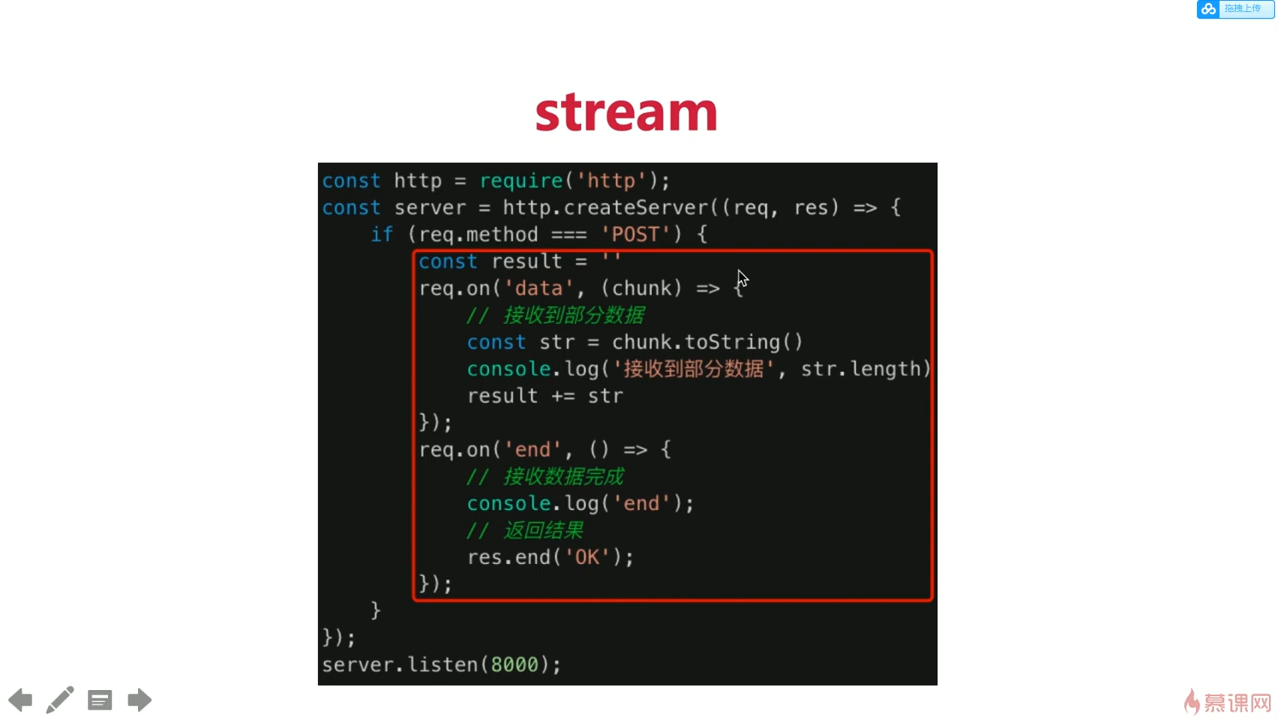 拖拽上传
stream
const http = require('http');
const server = http.createServer((req, res) => {
    if (req.method === 'POST') {
        const result = ''
        req.on('data', (chunk) => {
            // 接收到部分数据
            const str = chunk.toString()
            console.log('接收到部分数据', str.length)
            result += str
        });
        req.on('end', () => {
            // 接收数据完成
            console.log('end');
            // 返回结果
            res.end('OK');
        });
    }
});
server.listen(8000);
慕课网